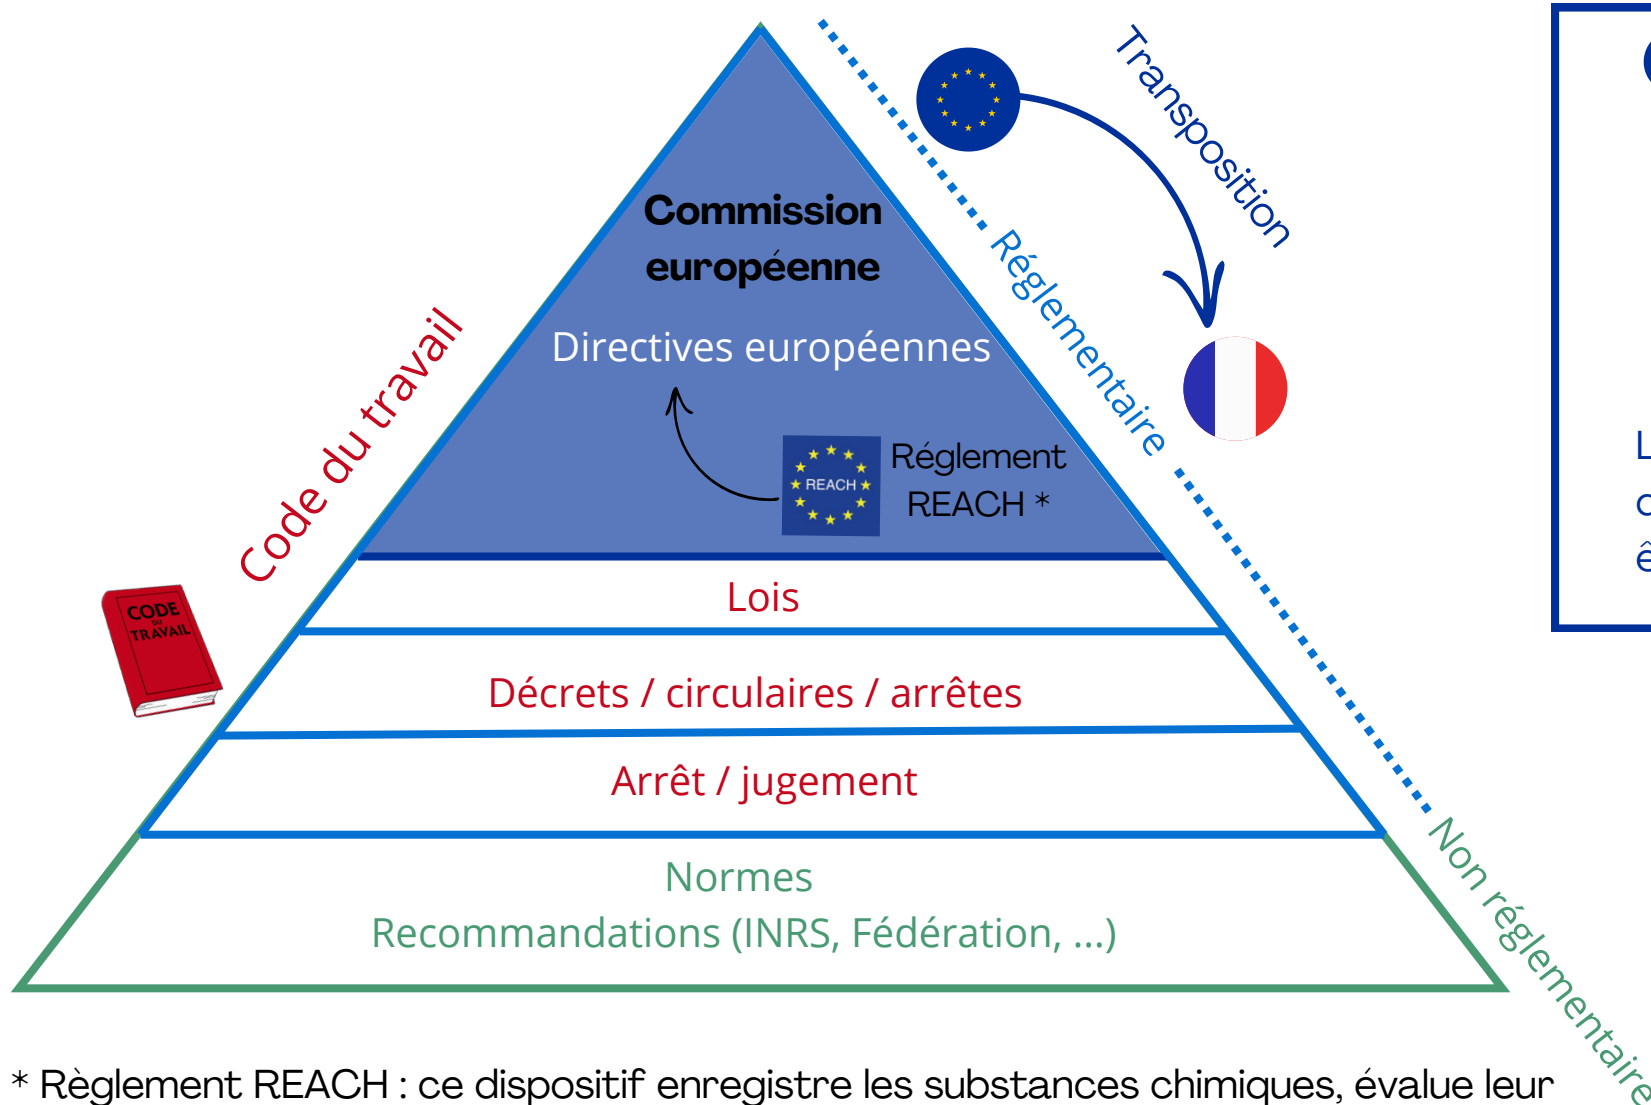 Transposition
Commission
européenne
Réglementaire
Directives européennes
Code du travail
REACH
Réglement
REACH *
Lois
CODE
DU
TRAVAIL
Décrets / circulaires / arrêtes
Arrêt / jugement
Normes
Recommandations (INRS, Fédération, ...)
Non réglementaire
* Règlement REACH : ce dispositif enregistre les substances chimiques, évalue leur